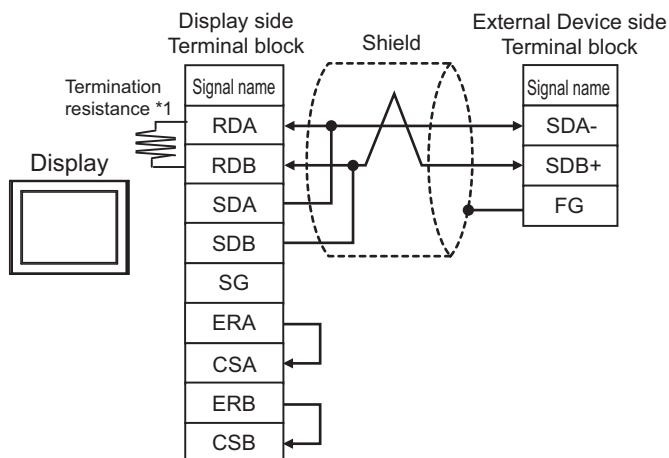 Display side
Terminal block
Shield
External Device side
Terminal block
Termination
resistance *1
Display
Signal name
RDA
RDB
SDA
SDB
SG
ERA
CSA
ERB
CSB
Signal name
SDA-
SDB+
FG